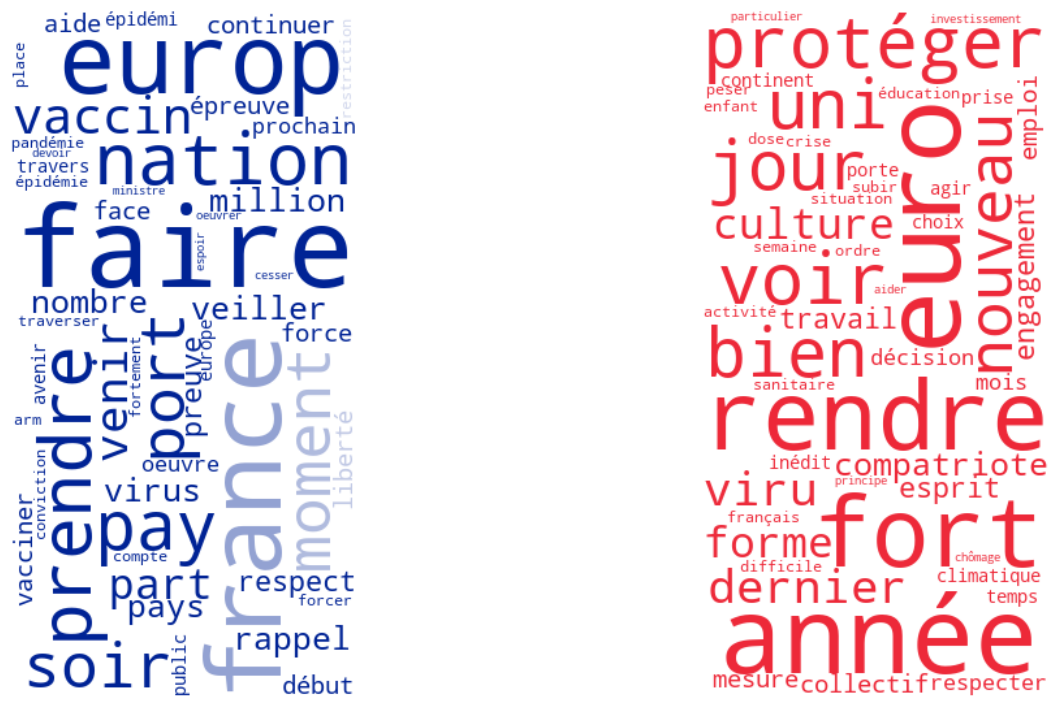 aide
épidémi
continuer
restriction
place
europ
vaccin
épreuve
prochain
pandémie
devoir
travers
épidémie
nation
ministre
million
face
oeuvrer
faire
espoir
cesser
nombre
veiller
traverser
force
avenir
venir
fortement
port
preuve
europe
france
moment
liberté
arm
prendre
oeuvre
conviction
virus
vacciner
pay
compte
part
respect
pays
forcer
soir
public
rappel
début
particulier
investissement
protéger
continent
peser
enfant
uni
éducation
prise
emploi
euro
nouveau
dose
crise
jour
porte
subir
situation
agir
culture
choix
engagement
semaine
ordre
voir
aider
activité
travail
bien
décision
sanitaire
mois
rendre
inédit
compatriote
viru
principe
esprit
français
forme
fort
chômage
difficile
climatique
dernier
temps
année
mesure
collectif
respecter